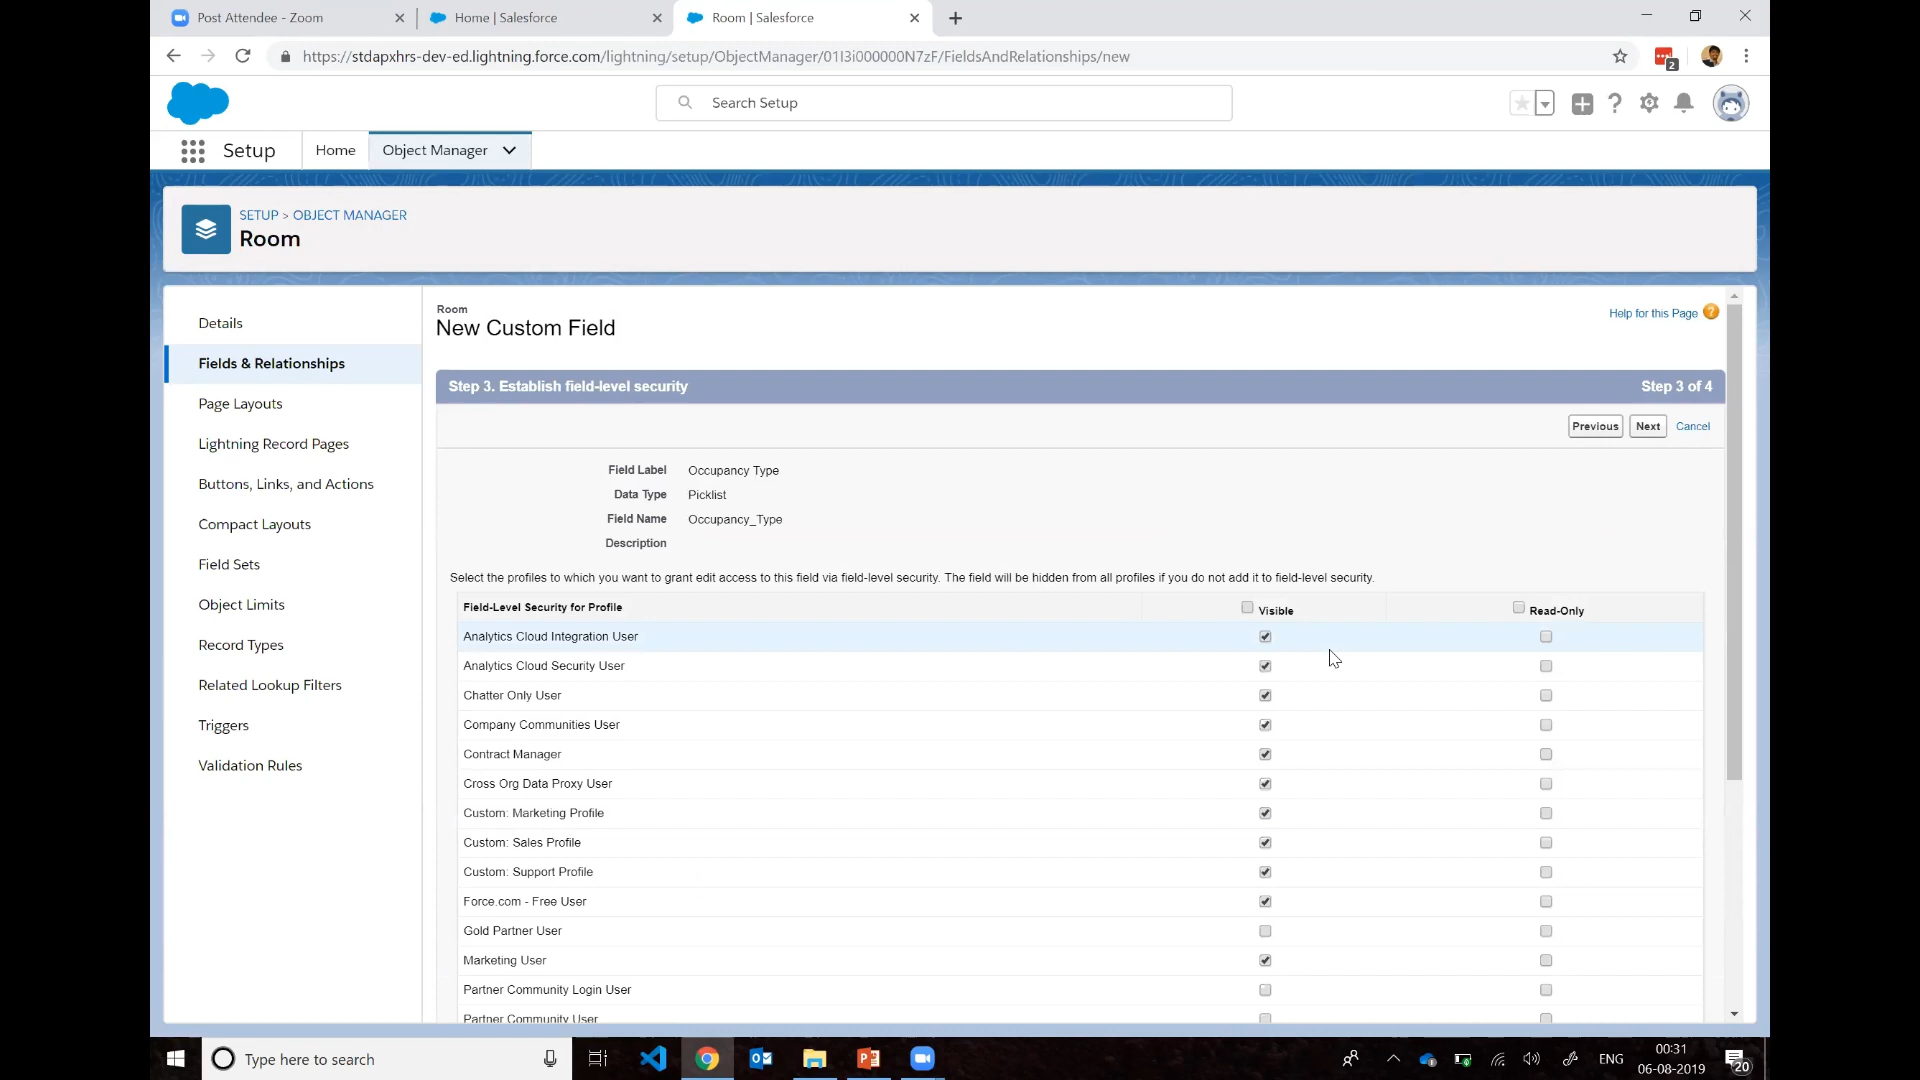 Post Attendee - Zoom
Home | Salesforce
Room | Salesforce
https://stdapxhrs-dev-ed.lightning.force.com/lightning/setup/ObjectManager/01I3i000000N7zF/FieldsAndRelationships/new
2
Search Setup
Setup
Home
Object Manager
SETUP > OBJECT MANAGER
Room
Details
Fields & Relationships
Page Layouts
Lightning Record Pages
Buttons, Links, and Actions
Compact Layouts
Field Sets
Object Limits
Record Types
Related Lookup Filters
Triggers
Validation Rules
Room
New Custom Field
Help for this Page ?
Step 3. Establish field-level security
Step 3 of 4
Previous
Next
Cancel
Field Label Occupancy Type
Data Type Picklist
Field Name Occupancy_Type
Description
Select the profiles to which you want to grant edit access to this field via field-level security. The field will be hidden from all profiles if you do not add it to field-level security.
Field-Level Security for Profile Visible Read-Only
Analytics Cloud Integration User
Analytics Cloud Security User
Chatter Only User
Company Communities User
Contract Manager
Cross Org Data Proxy User
Custom: Marketing Profile
Custom: Sales Profile
Custom: Support Profile
Force.com - Free User
Gold Partner User
Marketing User
Partner Community Login User
Partner Community User
Type here to search
ENG
00:31
06-08-2019
20